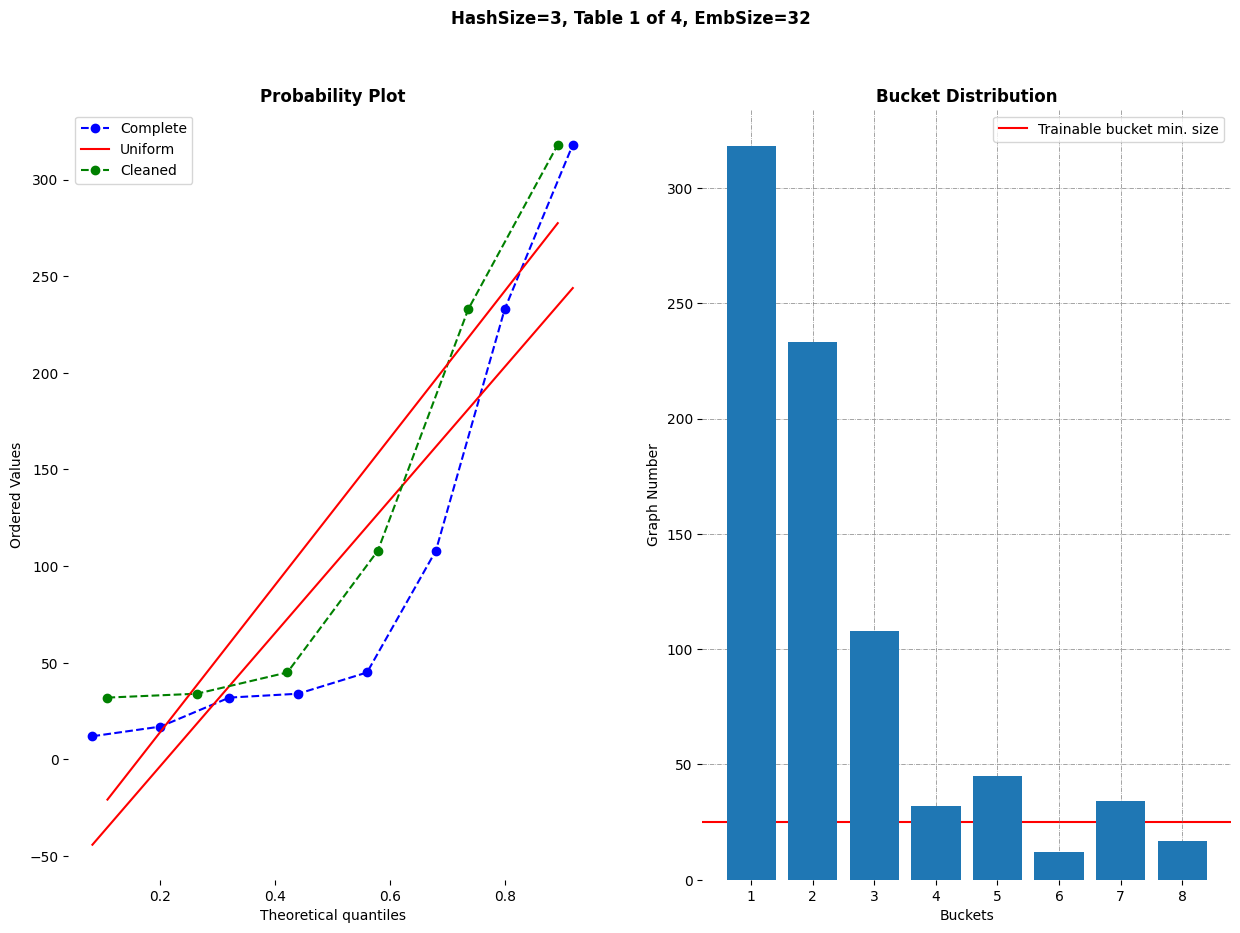 HashSize=3, Table 1 of 4, EmbSize=32
Probability Plot
Complete
Uniform
Cleaned
300
250
200
150
100
50
0
−50
Ordered Values
0.2 0.4 0.6 0.8
Theoretical quantiles
Bucket Distribution
Trainable bucket min. size
300
250
200
150
100
50
0
Graph Number
1 2 3 4 5 6 7 8
Buckets